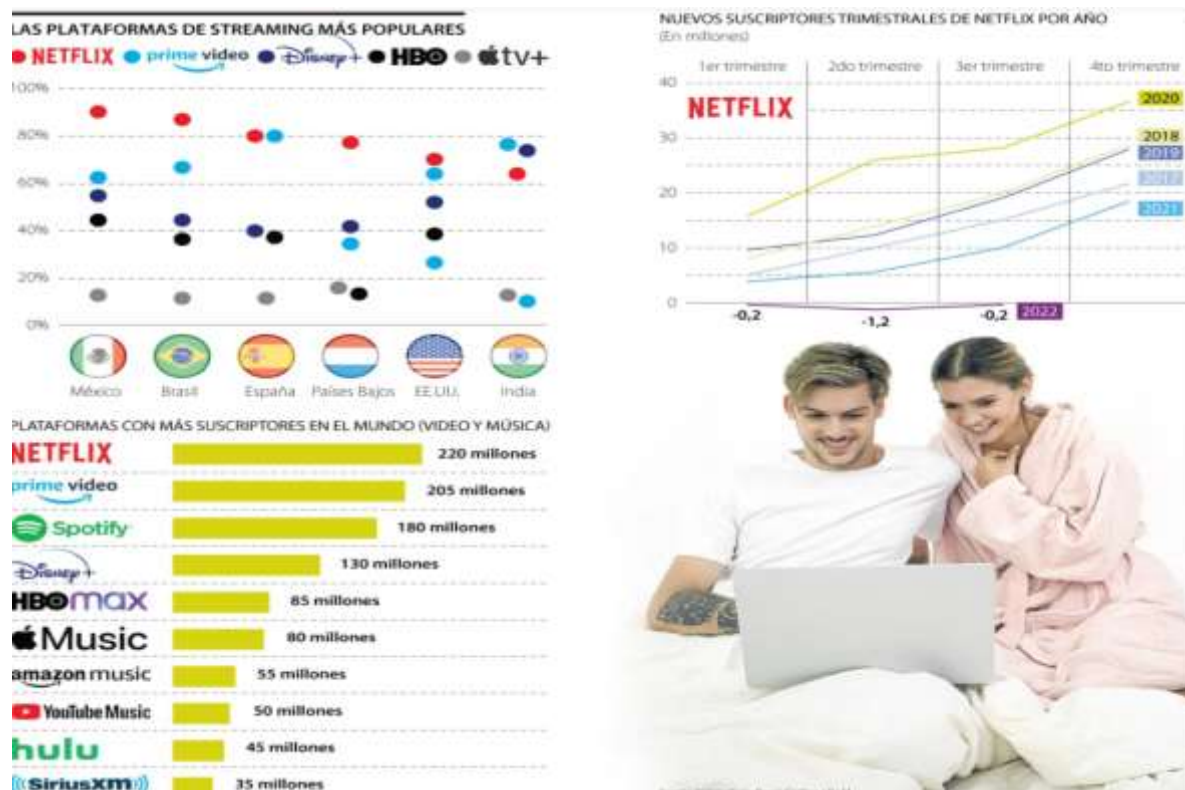 LAS PLATAFORMAS DE STREAMING MÁS POPULARES
NETFLIX prime video Disney+ HBO tv+
100%
80%
60%
40%
20%
0%
México Brasil España Países Bajos EE.UU. India
PLATAFORMAS CON MÁS SUSCRIPTORES EN EL MUNDO (VIDEO Y MÚSICA)
NETFLIX 220 millones
prime video 205 millones
Spotify 180 millones
Disney+ 130 millones
HBOMAX 85 millones
Music 80 millones
amazon music 55 millones
YouTube Music 50 millones
hulu 45 millones
SiriusXM 35 millones
NUEVOS SUSCRIPTORES TRIMESTRALES DE NETFLIX POR AÑO
(En millones)
1er trimestre 2do trimestre 3er trimestre 4to trimestre
40
NETFLIX
30
20
10
0
2020
2018
2019
2017
2021
-0,2
-1,2
-0,2 2022